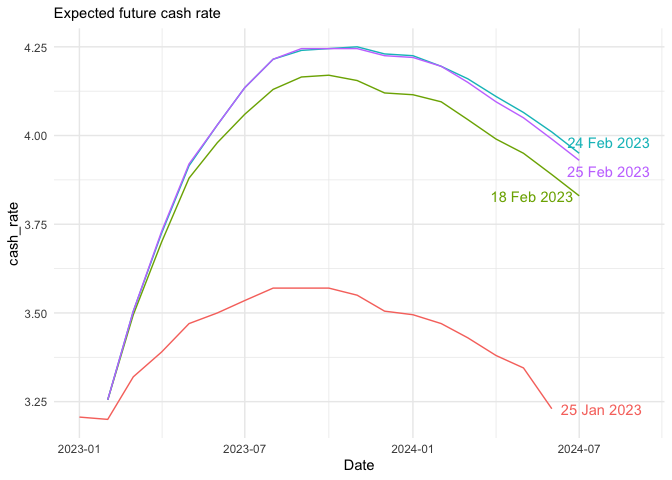 Expected future cash rate
4.25
4.00
3.75
3.50
3.25
cash_rate
24 Feb 2023
25 Feb 2023
18 Feb 2023
25 Jan 2023
2023-01
2023-07
2024-01
2024-07
Date